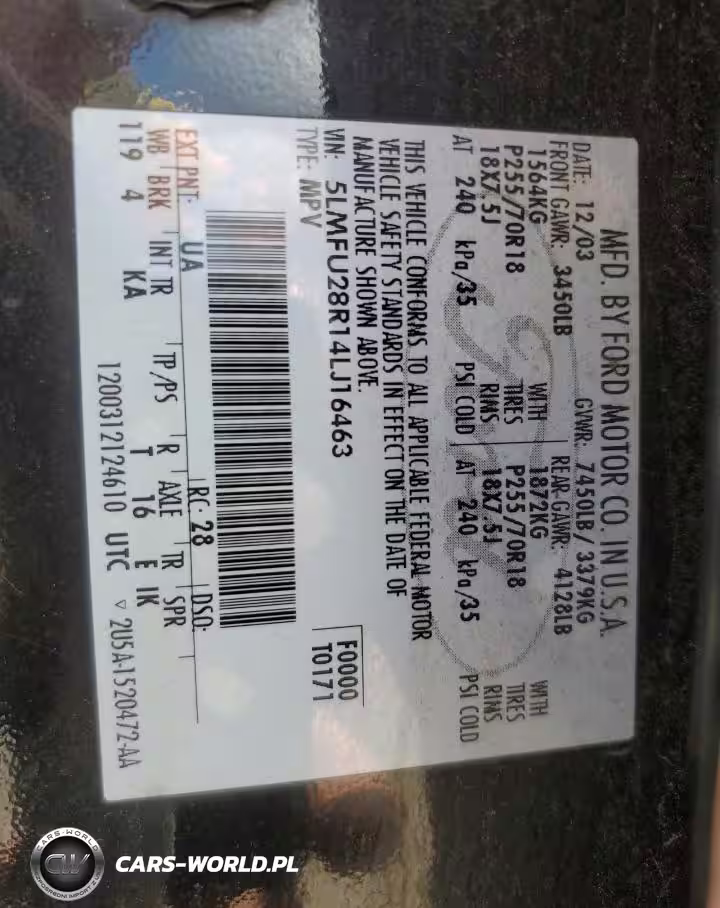 MFD. BY FORD MOTOR CO. IN U.S.A.
DATE: 12/03 GVWR: 7450LB / 3379KG
FRONT GAWR: 3450LB REAR GAWR: 4128LB
1564KG WITH 1872KG WITH
P255/70R18 TIRES P255/70R18 TIRES
18X7.5J RIMS 18X7.5J RIMS
AT 240 kPa/35 PSI COLD AT 240 kPa/35 PSI COLD
THIS VEHICLE CONFORMS TO ALL APPLICABLE FEDERAL MOTOR
VEHICLE SAFETY STANDARDS IN EFFECT ON THE DATE OF
MANUFACTURE SHOWN ABOVE.
VIN: 5LMFU28R14LJ16463 F0000
TYPE: MPV T0171
EXT PNT: UA RC: 28 DSO:
WB BRK INT TR TP/PS R AXLE TR SPR
119 4 KA T 16 E IK
1200312124610 UTC ▽ 2U5A-1520472-AA
CARS-WORLD
CW
CARS-WORLD.PL